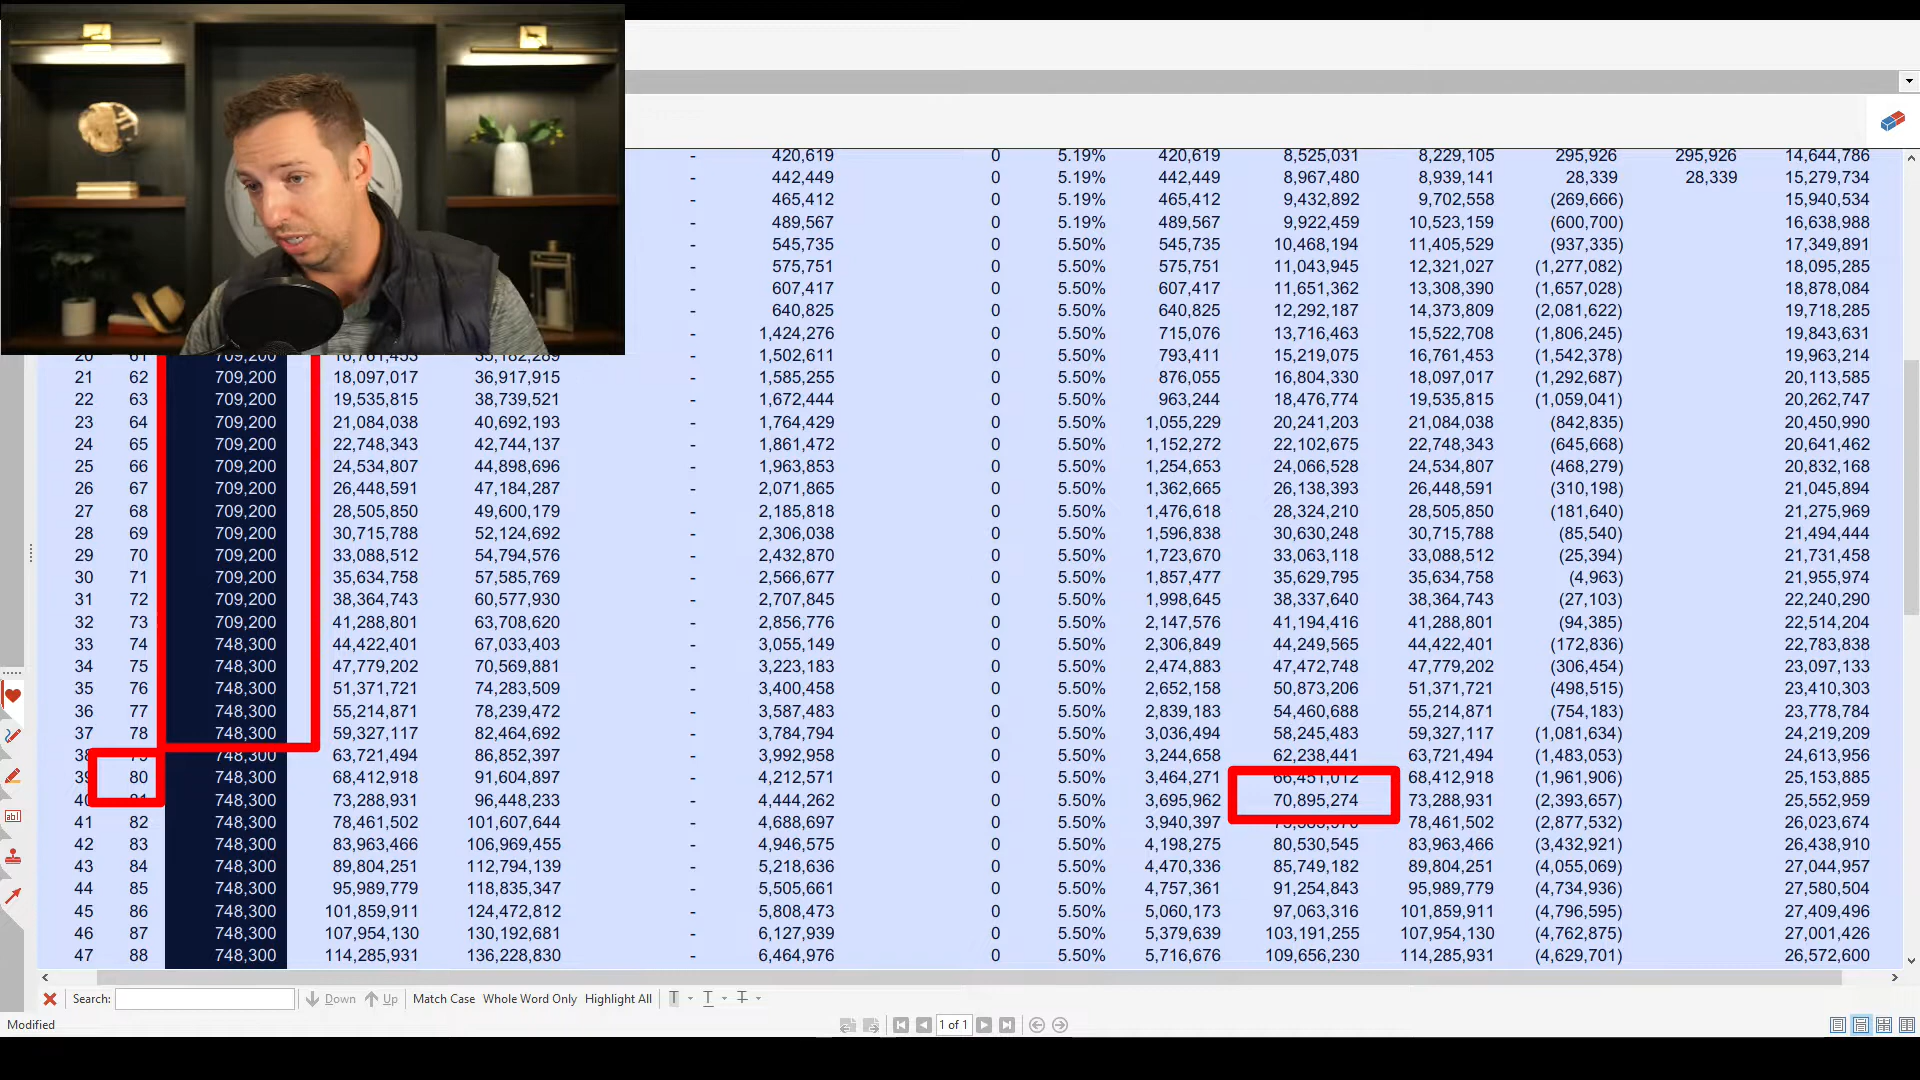 - 420,619 0 5.19% 420,619 8,525,031 8,229,105 295,926 295,926 14,644,786
- 442,449 0 5.19% 442,449 8,967,480 8,939,141 28,339 28,339 15,279,734
- 465,412 0 5.19% 465,412 9,432,892 9,702,558 (269,666) 15,940,534
- 489,567 0 5.19% 489,567 9,922,459 10,523,159 (600,700) 16,638,988
- 545,735 0 5.50% 545,735 10,468,194 11,405,529 (937,335) 17,349,891
- 575,751 0 5.50% 575,751 11,043,945 12,321,027 (1,277,082) 18,095,285
- 607,417 0 5.50% 607,417 11,651,362 13,308,390 (1,657,028) 18,878,084
- 640,825 0 5.50% 640,825 12,292,187 14,373,809 (2,081,622) 19,718,285
- 1,424,276 0 5.50% 715,076 13,716,463 15,522,708 (1,806,245) 19,843,631
20 61 709,200 16,761,453 35,182,289 - 1,502,611 0 5.50% 793,411 15,219,075 16,761,453 (1,542,378) 19,963,214
21 62 709,200 18,097,017 36,917,915 - 1,585,255 0 5.50% 876,055 16,804,330 18,097,017 (1,292,687) 20,113,585
22 63 709,200 19,535,815 38,739,521 - 1,672,444 0 5.50% 963,244 18,476,774 19,535,815 (1,059,041) 20,262,747
23 64 709,200 21,084,038 40,692,193 - 1,764,429 0 5.50% 1,055,229 20,241,203 21,084,038 (842,835) 20,450,990
24 65 709,200 22,748,343 42,744,137 - 1,861,472 0 5.50% 1,152,272 22,102,675 22,748,343 (645,668) 20,641,462
25 66 709,200 24,534,807 44,898,696 - 1,963,853 0 5.50% 1,254,653 24,066,528 24,534,807 (468,279) 20,832,168
26 67 709,200 26,448,591 47,184,287 - 2,071,865 0 5.50% 1,362,665 26,138,393 26,448,591 (310,198) 21,045,894
27 68 709,200 28,505,850 49,600,179 - 2,185,818 0 5.50% 1,476,618 28,324,210 28,505,850 (181,640) 21,275,969
28 69 709,200 30,715,788 52,124,692 - 2,306,038 0 5.50% 1,596,838 30,630,248 30,715,788 (85,540) 21,494,444
29 70 709,200 33,088,512 54,794,576 - 2,432,870 0 5.50% 1,723,670 33,063,118 33,088,512 (25,394) 21,731,458
30 71 709,200 35,634,758 57,585,769 - 2,566,677 0 5.50% 1,857,477 35,629,795 35,634,758 (4,963) 21,955,974
31 72 709,200 38,364,743 60,577,930 - 2,707,845 0 5.50% 1,998,645 38,337,640 38,364,743 (27,103) 22,240,290
32 73 709,200 41,288,801 63,708,620 - 2,856,776 0 5.50% 2,147,576 41,194,416 41,288,801 (94,385) 22,514,204
33 74 748,300 44,422,401 67,033,403 - 3,055,149 0 5.50% 2,306,849 44,249,565 44,422,401 (172,836) 22,783,838
34 75 748,300 47,779,202 70,569,881 - 3,223,183 0 5.50% 2,474,883 47,472,748 47,779,202 (306,454) 23,097,133
35 76 748,300 51,371,721 74,283,509 - 3,400,458 0 5.50% 2,652,158 50,873,206 51,371,721 (498,515) 23,410,303
36 77 748,300 55,214,871 78,239,472 - 3,587,483 0 5.50% 2,839,183 54,460,688 55,214,871 (754,183) 23,778,784
37 78 748,300 59,327,117 82,464,692 - 3,784,794 0 5.50% 3,036,494 58,245,483 59,327,117 (1,081,634) 24,219,209
38 79 748,300 63,721,494 86,852,397 - 3,992,958 0 5.50% 3,244,658 62,238,441 63,721,494 (1,483,053) 24,613,956
39 80 748,300 68,412,918 91,604,897 - 4,212,571 0 5.50% 3,464,271 66,451,012 68,412,918 (1,961,906) 25,153,885
40 81 748,300 73,288,931 96,448,233 - 4,444,262 0 5.50% 3,695,962 70,895,274 73,288,931 (2,393,657) 25,552,959
41 82 748,300 78,461,502 101,607,644 - 4,688,697 0 5.50% 3,940,397 78,461,502 (2,877,532) 26,023,674
42 83 748,300 83,963,466 106,969,455 - 4,946,575 0 5.50% 4,198,275 80,530,545 83,963,466 (3,432,921) 26,438,910
43 84 748,300 89,804,251 112,794,139 - 5,218,636 0 5.50% 4,470,336 85,749,182 89,804,251 (4,055,069) 27,044,957
44 85 748,300 95,989,779 118,835,347 - 5,505,661 0 5.50% 4,757,361 91,254,843 95,989,779 (4,734,936) 27,580,504
45 86 748,300 101,859,911 124,472,812 - 5,808,473 0 5.50% 5,060,173 97,063,316 101,859,911 (4,796,595) 27,409,496
46 87 748,300 107,954,130 130,192,681 - 6,127,939 0 5.50% 5,379,639 103,191,255 107,954,130 (4,762,875) 27,001,426
47 88 748,300 114,285,931 136,228,830 - 6,464,976 0 5.50% 5,716,676 109,656,230 114,285,931 (4,629,701) 26,572,600
Search: Down Up Match Case Whole Word Only Highlight All T T T
Modified 1 of 1